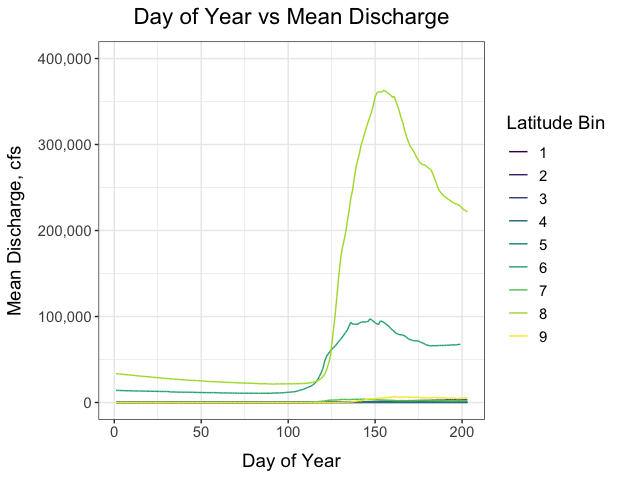 Day of Year vs Mean Discharge
400,000
300,000
200,000
100,000
0
Mean Discharge, cfs
0 50 100 150 200
Day of Year
Latitude Bin
1
2
3
4
5
6
7
8
9